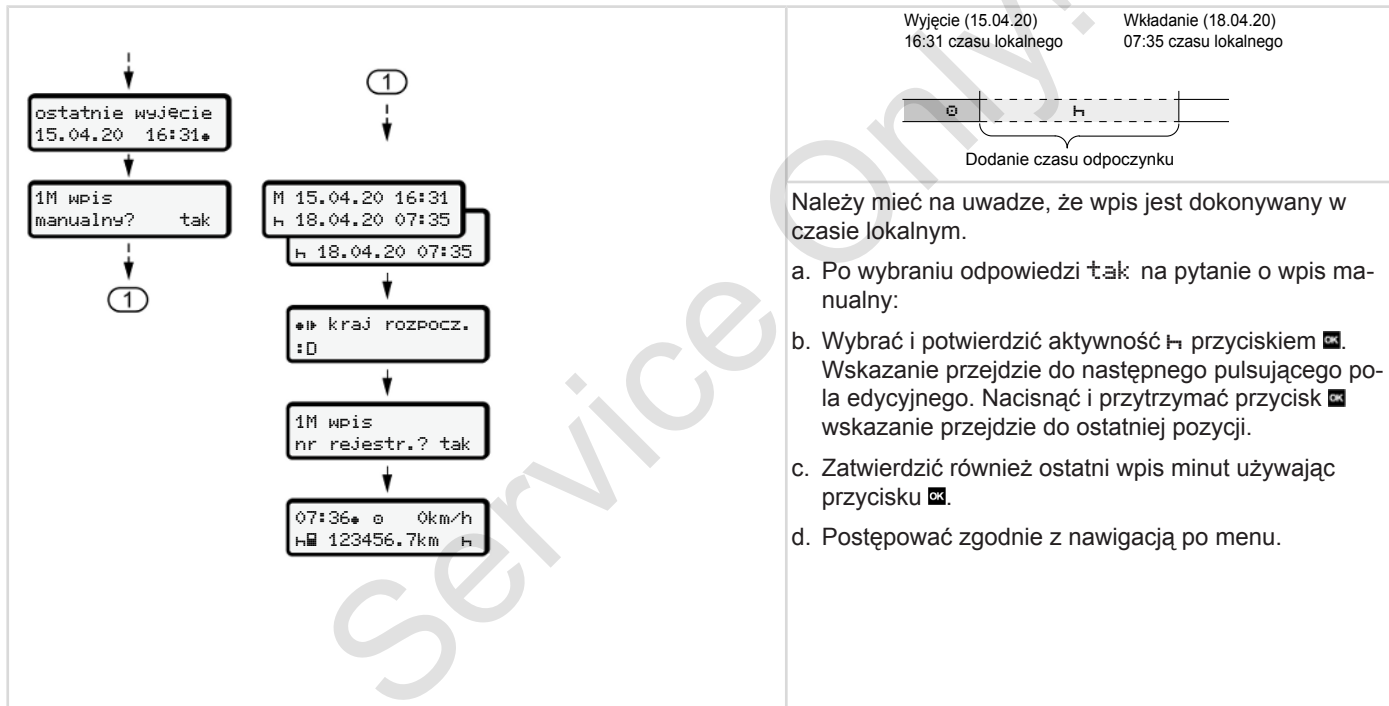 ostatnie wyjęcie
15.04.20 16:31
1M wpis
manualny? tak
1
1
M 15.04.20 16:31
18.04.20 07:35
18.04.20 07:35
kraj rozpocz.
:D
1M wpis
nr rejestr.? tak
07:36 0km/h
123456.7km
Wyjęcie (15.04.20) Wkładanie (18.04.20)
16:31 czasu lokalnego 07:35 czasu lokalnego
Dodanie czasu odpoczynku
Należy mieć na uwadze, że wpis jest dokonywany w
czasie lokalnym.
a. Po wybraniu odpowiedzi tak na pytanie o wpis ma-
nualny:
b. Wybrać i potwierdzić aktywność przyciskiem OK.
Wskazanie przejdzie do następnego pulsującego po-
la edycyjnego. Nacisnąć i przytrzymać przycisk OK
wskazanie przejdzie do ostatniej pozycji.
c. Zatwierdzić również ostatni wpis minut używając
przycisku OK.
d. Postępować zgodnie z nawigacją po menu.
Service Only!